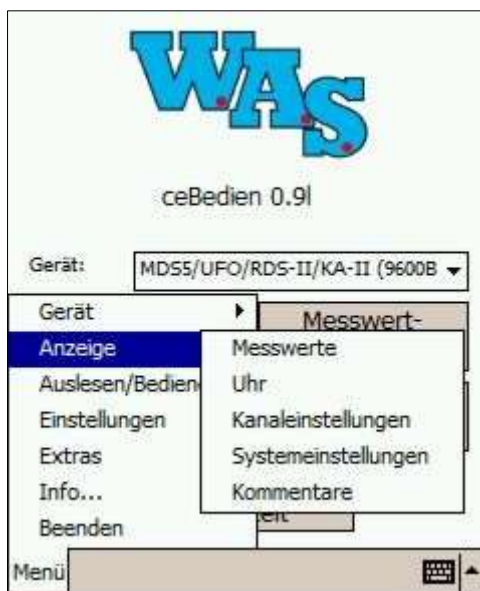 W.A.S.
ceBedien 0.9l
Gerät: MDS5/UFO/RDS-II/KA-II (9600B
Messwert-
Gerät
Anzeige
Auslesen/Bedien
Einstellungen
Extras
Info...
Beenden
Messwerte
Uhr
Kanaleinstellungen
Systemeinstellungen
Kommentare
Menü